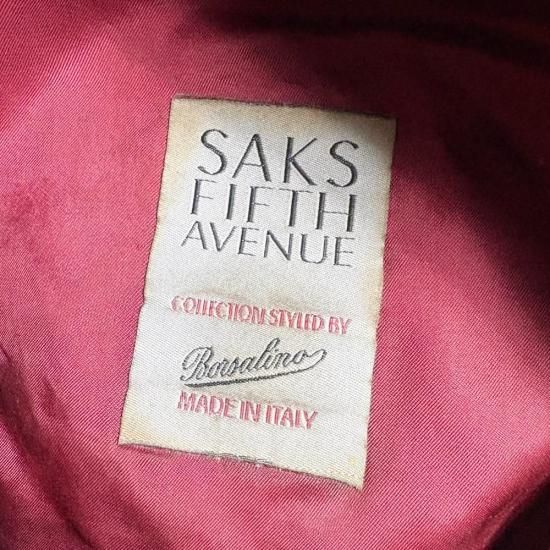 SAKS
FIFTH
AVENUE
COLLECTION STYLED BY
Borsalino
MADE IN ITALY